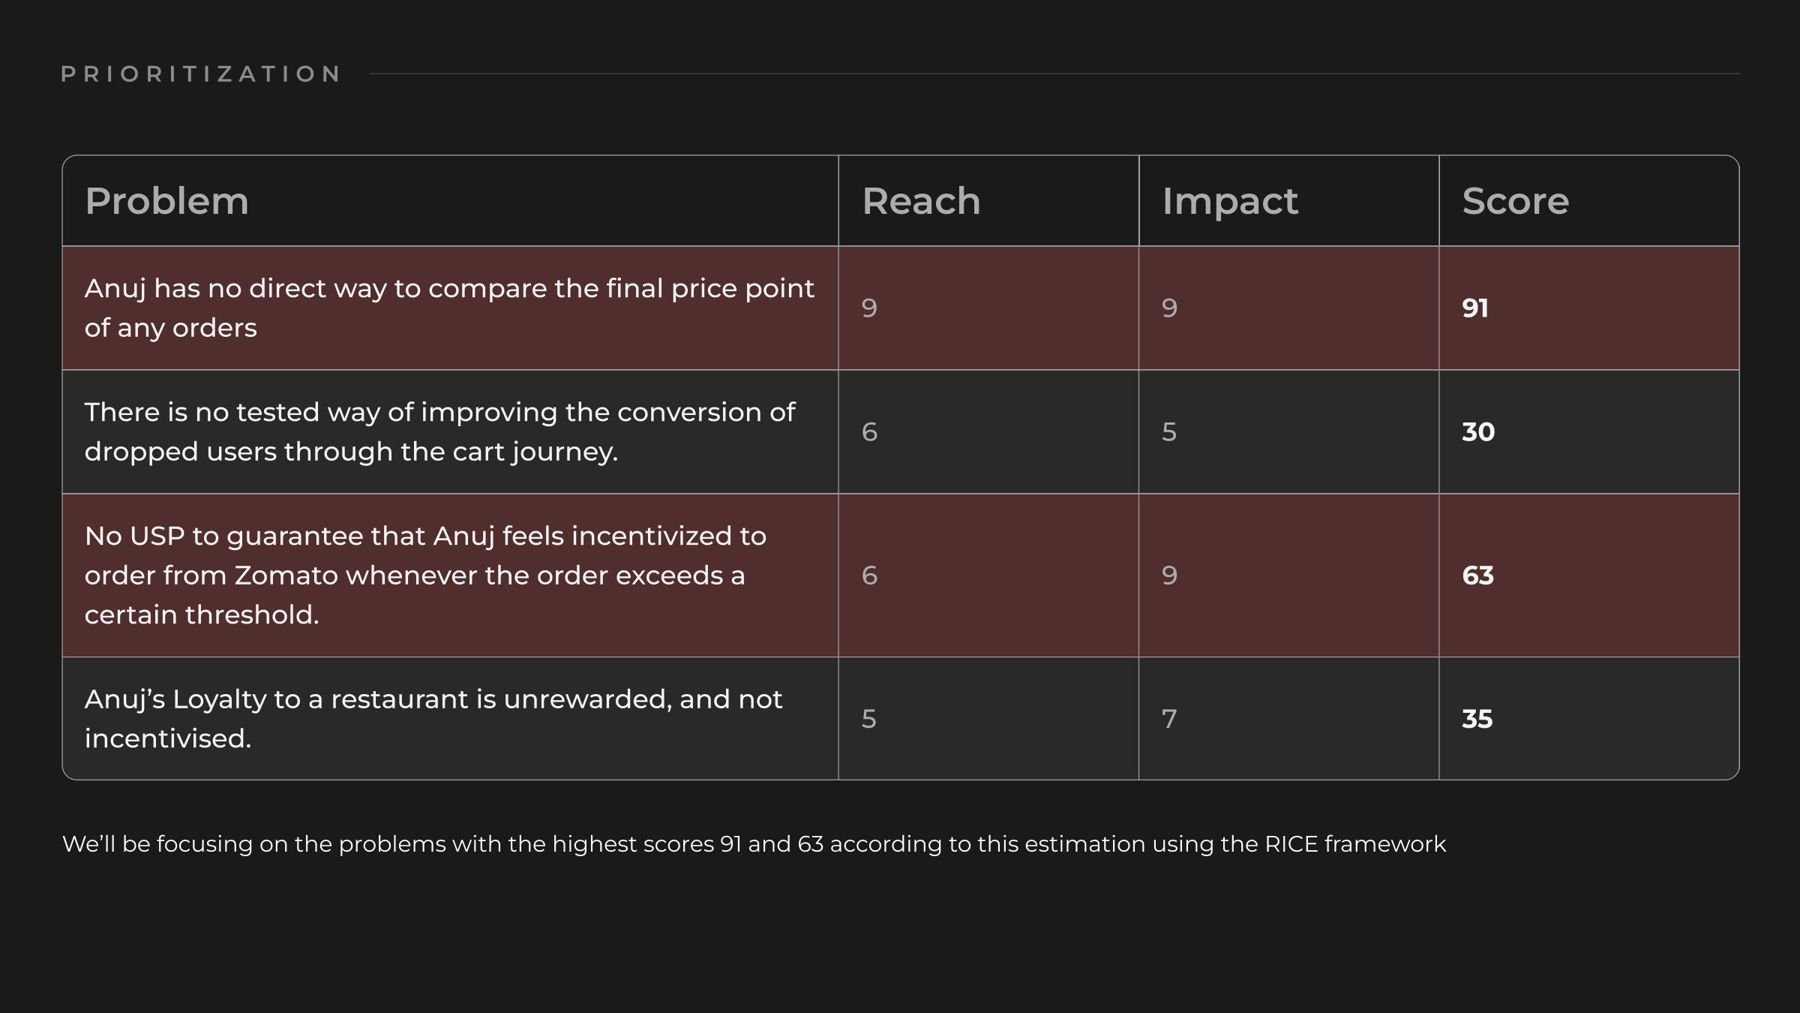 PRIORITIZATION
Problem Reach Impact Score
Anuj has no direct way to compare the final price point
of any orders
9 9 91
There is no tested way of improving the conversion of
dropped users through the cart journey.
6 5 30
No USP to guarantee that Anuj feels incentivized to
order from Zomato whenever the order exceeds a
certain threshold.
6 9 63
Anuj’s Loyalty to a restaurant is unrewarded, and not
incentivised.
5 7 35
We’ll be focusing on the problems with the highest scores 91 and 63 according to this estimation using the RICE framework